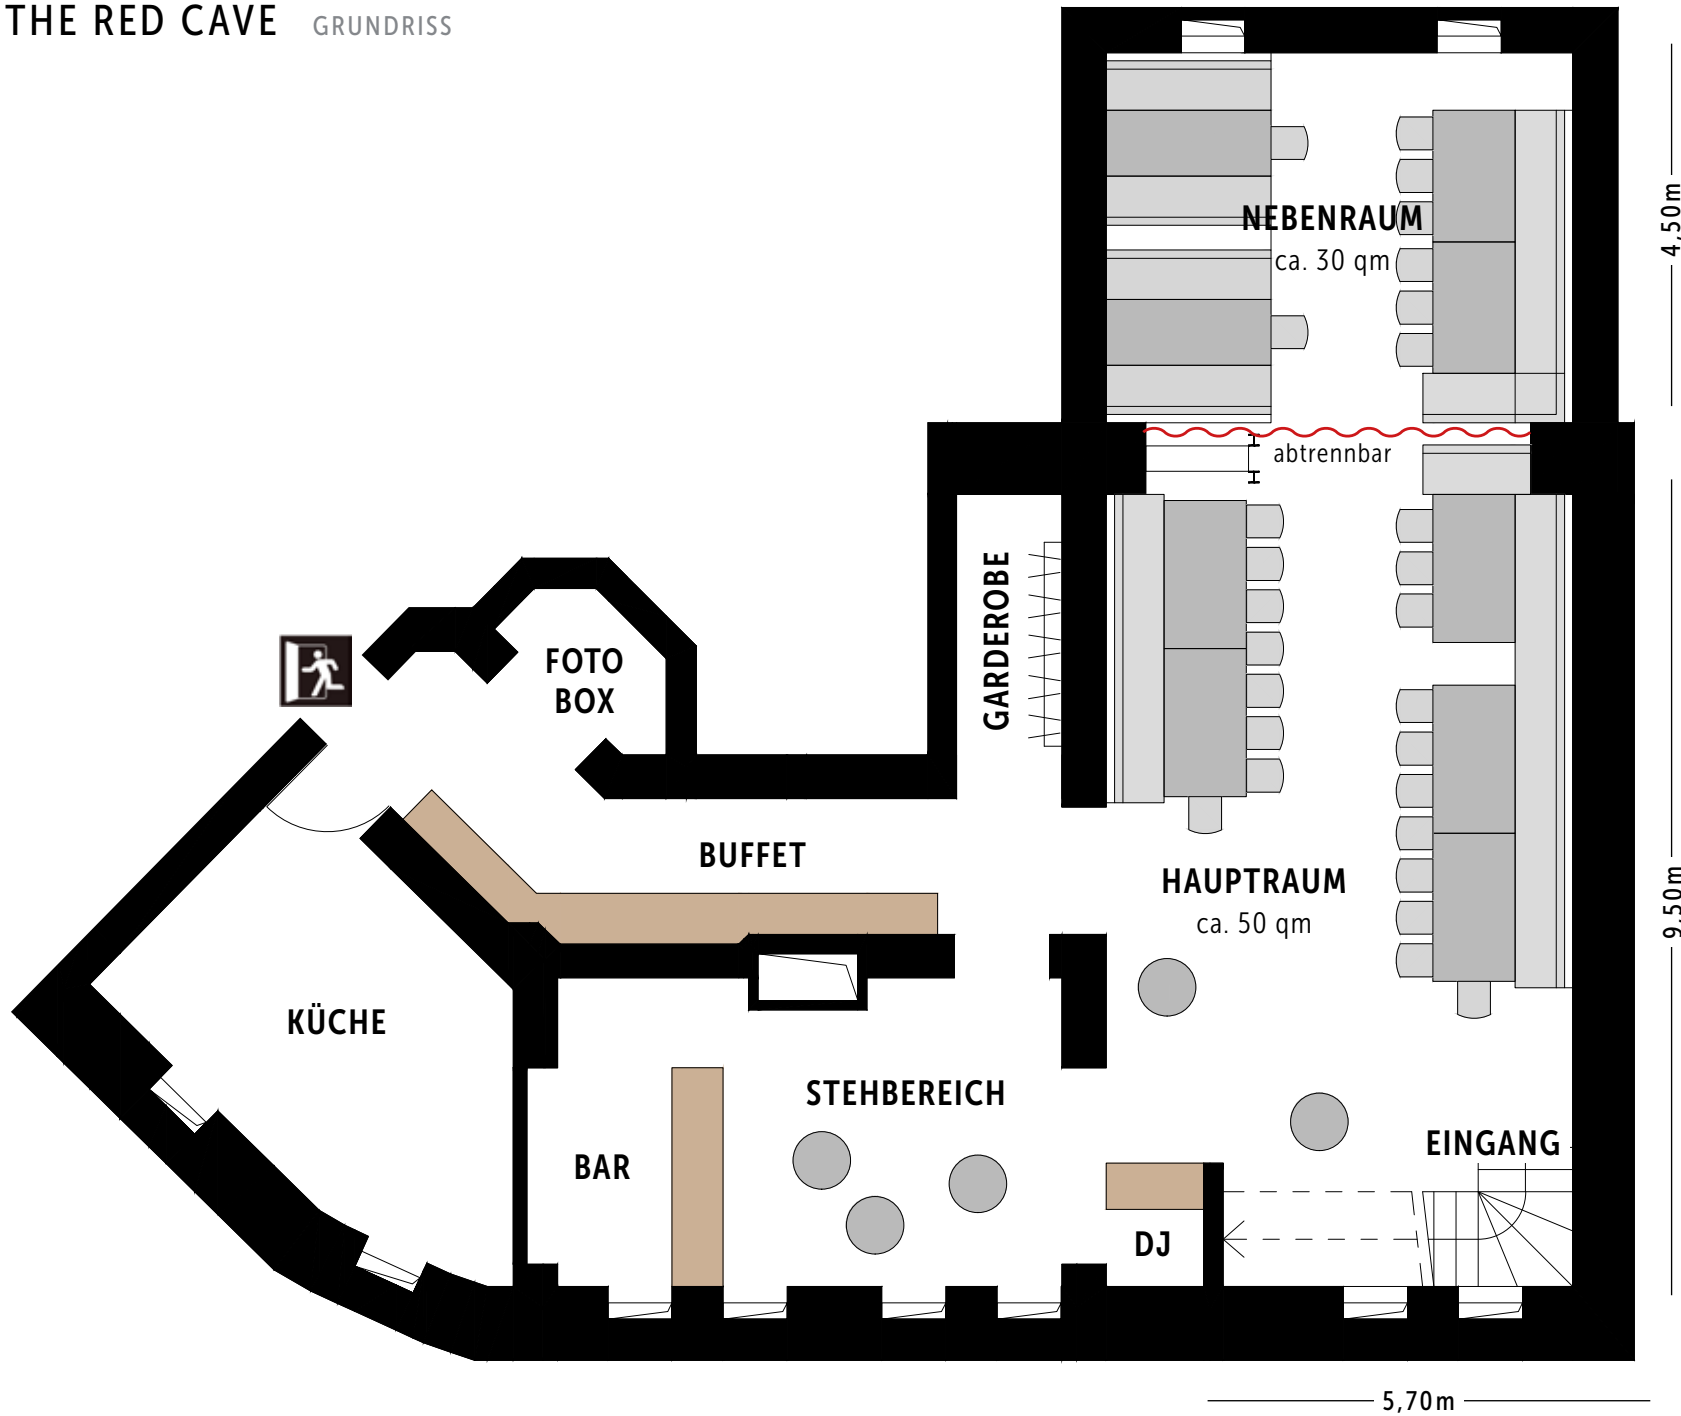 THE RED CAVE GRUNDRISS
4,50m
NEBENRAUM
ca. 30 qm
abtrennbar
GARDEROBE
FOTO
BOX
BUFFET
HAUPTRAUM
ca. 50 qm
9,50m
KÜCHE
STEHBEREICH
EINGANG
BAR
DJ
5,70m